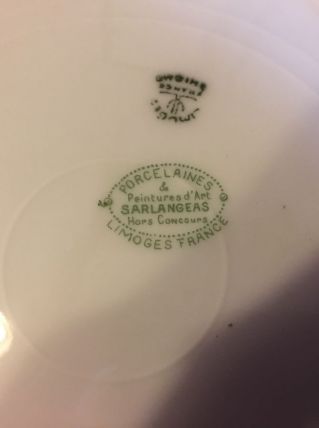 PORCELAINES
&
Peintures d'Art
SARLANGEAS
Hors Concours
LIMOGES FRANCE